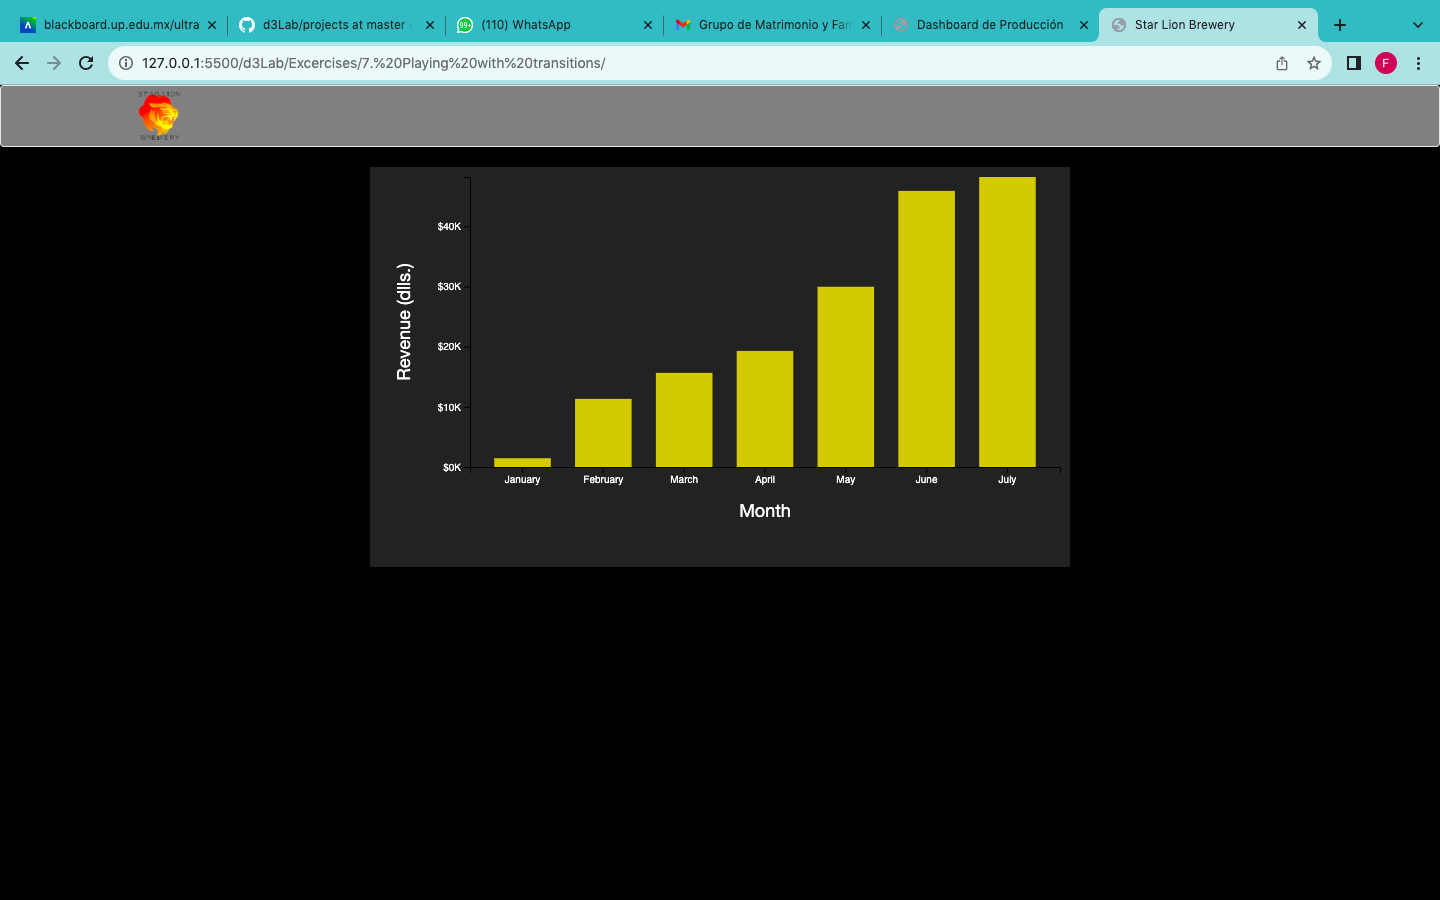 blackboard.up.edu.mx/ultra
d3Lab/projects at master ·
99+
(110) WhatsApp
Grupo de Matrimonio y Fam
Dashboard de Producción
Star Lion Brewery
127.0.0.1:5500/d3Lab/Excercises/7.%20Playing%20with%20transitions/
F
STAR LION
BREWERY
$40K
$30K
$20K
$10K
$0K
Revenue (dlls.)
January February March April May June July
Month